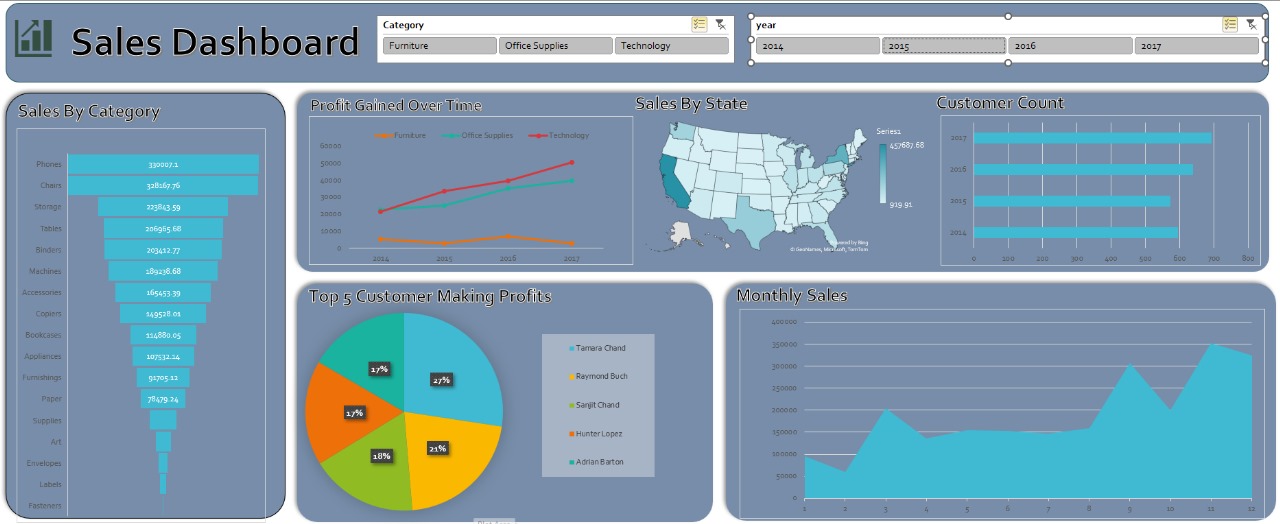 Sales Dashboard
Category
Furniture
Office Supplies
Technology
year
2014
2015
2016
2017
Sales By Category
Phones 330007.1
Chairs 328167.76
Storage 223843.59
Tables 206965.68
Binders 203412.77
Machines 189238.68
Accessories 165453.39
Copiers 149528.01
Bookcases 114880.05
Appliances 107532.14
Furnishings 91705.12
Paper 78479.24
Supplies
Art
Envelopes
Labels
Fasteners
Profit Gained Over Time
Furniture Office Supplies Technology
60000
50000
40000
30000
20000
10000
0
2014 2015 2016 2017
Sales By State
Series1
457687.68
919.91
Powered by Bing
© GeoNames, Microsoft, TomTom
Customer Count
2017
2016
2015
2014
0 100 200 300 400 500 600 700 800
Top 5 Customer Making Profits
27%
21%
18%
17%
17%
Tamara Chand
Raymond Buch
Sanjit Chand
Hunter Lopez
Adrian Barton
Monthly Sales
400000
350000
300000
250000
200000
150000
100000
50000
0
1 2 3 4 5 6 7 8 9 10 11 12